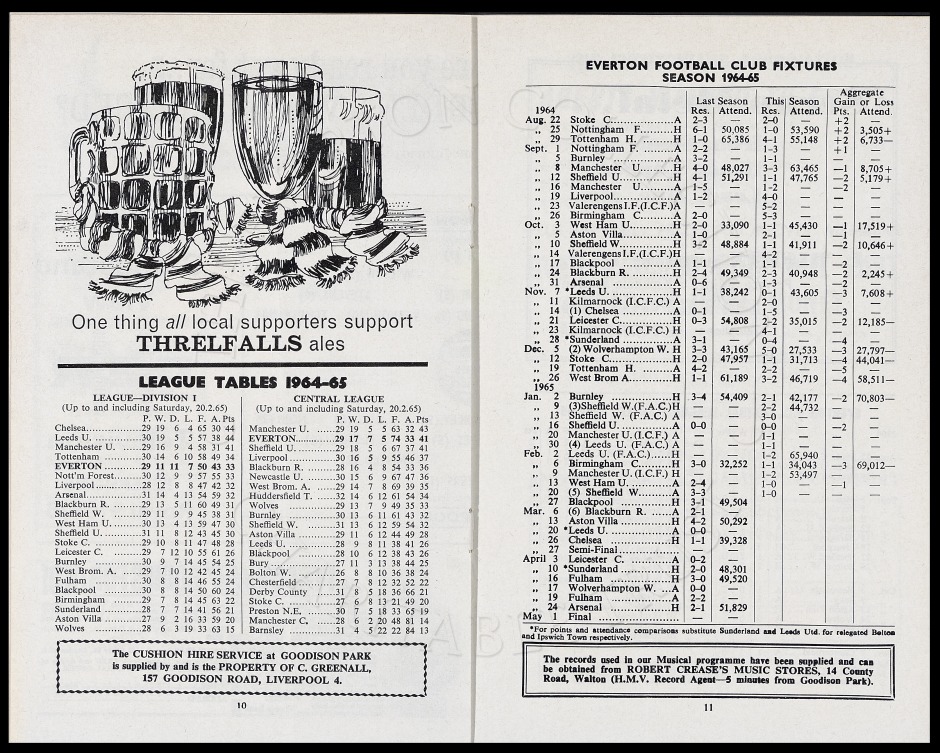 One thing all local supporters support
THRELFALLS ales
LEAGUE TABLES 1964-65
LEAGUE—DIVISION I
(Up to and including Saturday, 20.2.65)
P. W. D. L. F. A. Pts
Chelsea 29 19 6 4 65 30 44
Leeds U. 30 19 5 5 57 38 44
Manchester U. 29 16 9 4 58 31 41
Tottenham 30 14 6 10 58 49 34
EVERTON 29 11 11 7 50 43 33
Nott'm Forest 30 12 9 9 57 55 33
Liverpool 28 12 8 8 47 42 32
Arsenal 31 14 4 13 54 59 32
Blackburn R. 29 13 5 11 60 49 31
Sheffield W. 29 11 9 9 45 38 31
West Ham U. 30 13 4 13 59 47 30
Sheffield U. 31 11 8 12 43 45 30
Stoke C. 29 10 8 11 47 48 28
Leicester C. 29 7 12 10 55 61 26
Burnley 30 9 7 14 45 54 25
West Brom. A. 29 7 10 12 42 45 24
Fulham 30 8 8 14 46 55 24
Blackpool 30 8 8 14 50 60 24
Birmingham 29 7 8 14 45 63 22
Sunderland 28 7 7 14 41 56 21
Aston Villa 27 9 2 16 33 59 20
Wolves 28 6 3 19 33 63 15
CENTRAL LEAGUE
(Up to and including Saturday, 20.2.65)
P. W. D. L. F. A. Pts
Manchester U. 29 19 5 5 63 32 43
EVERTON 29 17 7 5 74 33 41
Sheffield U. 29 18 5 6 67 37 41
Liverpool 30 16 5 9 55 46 37
Blackburn R. 28 16 4 8 54 33 36
Newcastle U. 30 15 6 9 67 47 36
West Brom. A. 29 14 7 8 69 39 35
Huddersfield T. 32 14 6 12 61 54 34
Wolves 29 13 7 9 49 35 33
Burnley 30 13 6 11 61 43 32
Sheffield W. 31 13 6 12 59 54 32
Aston Villa 29 11 6 12 44 49 28
Leeds U. 28 9 8 11 38 41 26
Blackpool 28 10 6 12 38 43 26
Bury 27 11 3 13 38 44 25
Bolton W. 26 8 8 10 36 38 24
Chesterfield 27 7 8 12 32 52 22
Derby County 31 8 5 18 36 66 21
Stoke C. 27 6 8 13 21 49 20
Preston N.E. 30 7 5 18 33 65 19
Manchester C. 28 6 2 20 48 81 14
Barnsley 31 4 5 22 22 84 13
The CUSHION HIRE SERVICE at GOODISON PARK
is supplied by and is the PROPERTY OF C. GREENALL,
157 GOODISON ROAD, LIVERPOOL 4.
10
EVERTON FOOTBALL CLUB FIXTURES
SEASON 1964-65
Last Season This Season Aggregate Gain or Loss
1964 Res. Attend. Res. Attend. Pts. Attend.
Aug. 22 Stoke C. A 2–3 — 2–0 — +2
„ 25 Nottingham F. H 6–1 50,085 1–0 53,590 +2 3,505+
„ 29 Tottenham H. H 1–0 65,386 4–1 55,148 +2 6,733—
Sept. 1 Nottingham F. A 2–2 — 1–3 — +1 —
„ 5 Burnley A 3–2 — 1–1 — — —
„ 8 Manchester U. H 4–0 48,027 3–3 63,465 —1 8,705+
„ 12 Sheffield U. H 4–1 51,291 1–1 47,765 —2 5,179+
„ 16 Manchester U. A 1–5 — 1–2 — —2 —
„ 19 Liverpool A 1–2 — 4–0 — — —
„ 23 Valerengens I.F.(I.C.F.)A 5–2 — — —
„ 26 Birmingham C. A 2–0 — 5–3 — — —
Oct. 3 West Ham U. H 2–0 33,090 1–1 45,430 —1 17,519+
„ 5 Aston Villa A 1–0 — 2–1 — —1 —
„ 10 Sheffield W. H 3–2 48,884 1–1 41,911 —2 10,646+
„ 14 Valerengens I.F.(I.C.F.)H — — 4–2 — — —
„ 17 Blackpool A 1–1 — 1–1 — —2 —
„ 24 Blackburn R. H 2–4 49,349 2–3 40,948 —2 2,245+
„ 31 Arsenal A 0–6 — 1–3 — —2 —
Nov. 7 *Leeds U. H 1–1 38,242 0–1 43,605 —3 7,608+
„ 11 Kilmarnock (I.C.F.C.) A — — 2–0 — — —
„ 14 (1) Chelsea A 0–1 — 1–5 — —3 —
„ 21 Leicester C. H 0–3 54,808 2–2 35,015 —2 12,185—
„ 23 Kilmarnock (I.C.F.C.) H — — 4–1 — — —
„ 28 *Sunderland A 3–1 — 0–4 — —4 —
Dec. 5 (2) Wolverhampton W. H 3–3 43,165 5–0 27,533 —3 27,797—
„ 12 Stoke C. H 2–0 47,957 1–1 31,713 —4 44,041—
„ 19 Tottenham H. A 4–2 — 2–2 — —5 —
„ 26 West Brom A. H 1–1 61,189 3–2 46,719 —4 58,511—
1965
Jan. 2 Burnley H 3–4 54,409 2–1 42,177 —2 70,803—
„ 9 (3)Sheffield W.(F.A.C.)H — — 2–2 44,732
„ 13 Sheffield W. (F.A.C.) A — — 3–0 — — —
„ 16 Sheffield U. A 0–0 — 0–0 — —2 —
„ 20 Manchester U. (I.C.F.) A — — 1–1 — — —
„ 30 (4) Leeds U. (F.A.C.) A — — 1–1 — — —
Feb. 2 Leeds U. (F.A.C.) H — — 1–2 65,940
„ 6 Birmingham C. H 3–0 32,252 1–1 34,043 —3 69,012—
„ 9 Manchester U. (I.C.F.) H — — 1–2 53,497 — —
„ 13 West Ham U. A 2–4 — 1–0 — —1 —
„ 20 (5) Sheffield W. A 3–3 — 1–0 — — —
„ 27 Blackpool H 3–1 49,504
Mar. 6 (6) Blackburn R. A 2–1 —
„ 13 Aston Villa H 4–2 50,292
„ 20 *Leeds U. A 0–0 —
„ 26 Chelsea H 1–1 39,328
„ 27 Semi-Final — —
April 3 Leicester C. A 0–2 —
„ 10 *Sunderland H 2–0 48,301
„ 16 Fulham H 3–0 49,520
„ 17 Wolverhampton W. A 0–0 —
„ 19 Fulham A 2–2 —
„ 24 Arsenal H 2–1 51,829
May 1 Final — —
*For points and attendance comparisons substitute Sunderland and Leeds Utd. for relegated Bolton
and Ipswich Town respectively.
The records used in our Musical programme have been supplied and can
be obtained from ROBERT CREASE'S MUSIC STORES, 14 County
Road, Walton (H.M.V. Record Agent—5 minutes from Goodison Park).
11